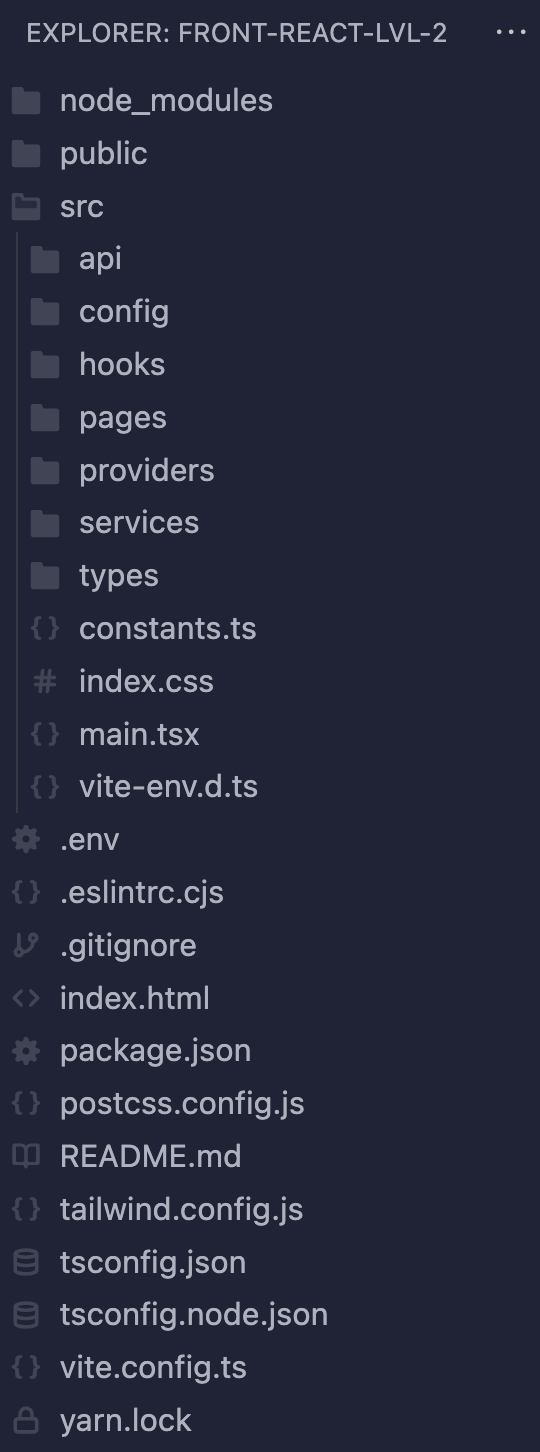 EXPLORER: FRONT-REACT-LVL-2
node_modules
public
src
api
config
hooks
pages
providers
services
types
constants.ts
index.css
main.tsx
vite-env.d.ts
.env
.eslintrc.cjs
.gitignore
index.html
package.json
postcss.config.js
README.md
tailwind.config.js
tsconfig.json
tsconfig.node.json
vite.config.ts
yarn.lock